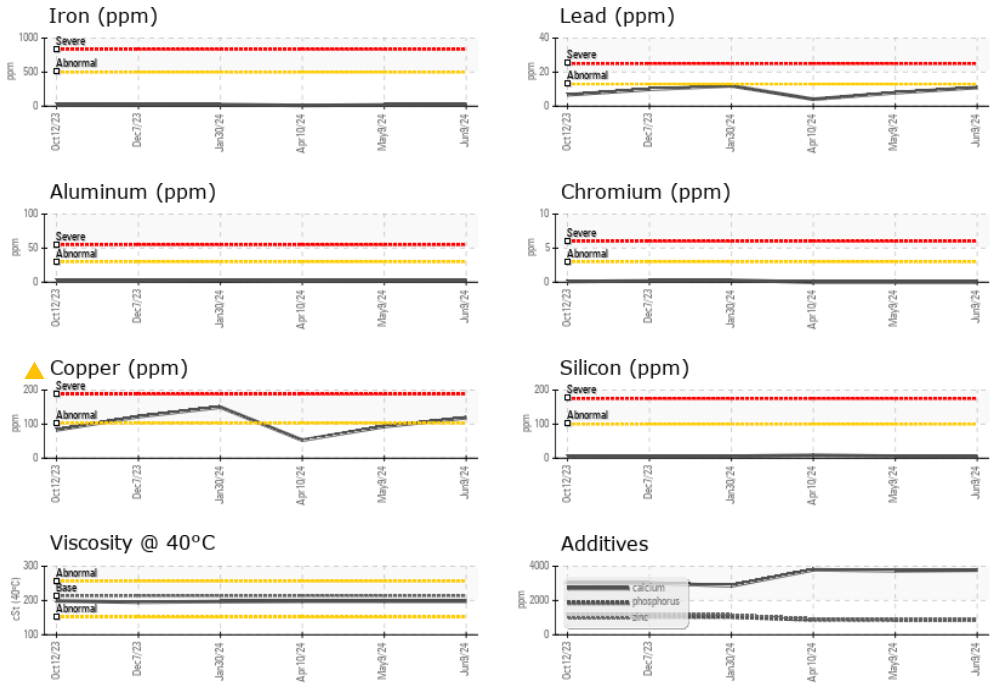 Iron (ppm)
1000
500
0
ppm
Severe
Abnormal
Oct12/23
Dec7/23
Jan30/24
Apr10/24
May9/24
Jun9/24
Lead (ppm)
40
20
0
ppm
Severe
Abnormal
Oct12/23
Dec7/23
Jan30/24
Apr10/24
May9/24
Jun9/24
Aluminum (ppm)
100
50
0
ppm
Severe
Abnormal
Oct12/23
Dec7/23
Jan30/24
Apr10/24
May9/24
Jun9/24
Chromium (ppm)
10
5
0
ppm
Severe
Abnormal
Oct12/23
Dec7/23
Jan30/24
Apr10/24
May9/24
Jun9/24
Copper (ppm)
200
100
0
ppm
Severe
Abnormal
Oct12/23
Dec7/23
Jan30/24
Apr10/24
May9/24
Jun9/24
Silicon (ppm)
200
100
0
ppm
Severe
Abnormal
Oct12/23
Dec7/23
Jan30/24
Apr10/24
May9/24
Jun9/24
Viscosity @ 40°C
300
200
100
cSt (40°C)
Abnormal
Base
Abnormal
Oct12/23
Dec7/23
Jan30/24
Apr10/24
May9/24
Jun9/24
Additives
4000
2000
0
ppm
calcium
phosphorus
zinc
Oct12/23
Dec7/23
Jan30/24
Apr10/24
May9/24
Jun9/24